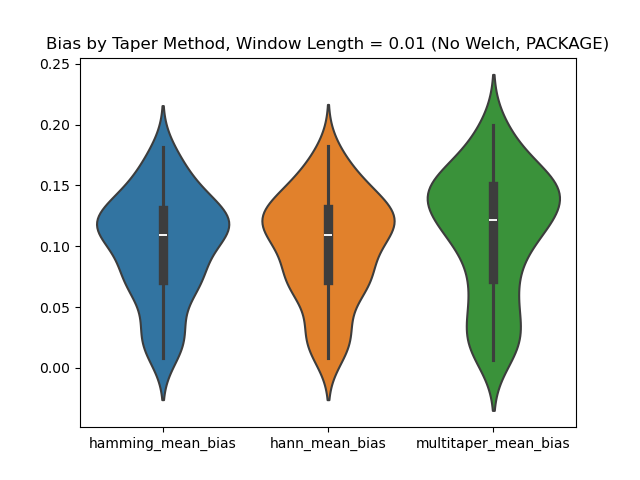 Bias by Taper Method, Window Length = 0.01 (No Welch, PACKAGE)
0.25
0.20
0.15
0.10
0.05
0.00
hamming_mean_bias
hann_mean_bias
multitaper_mean_bias